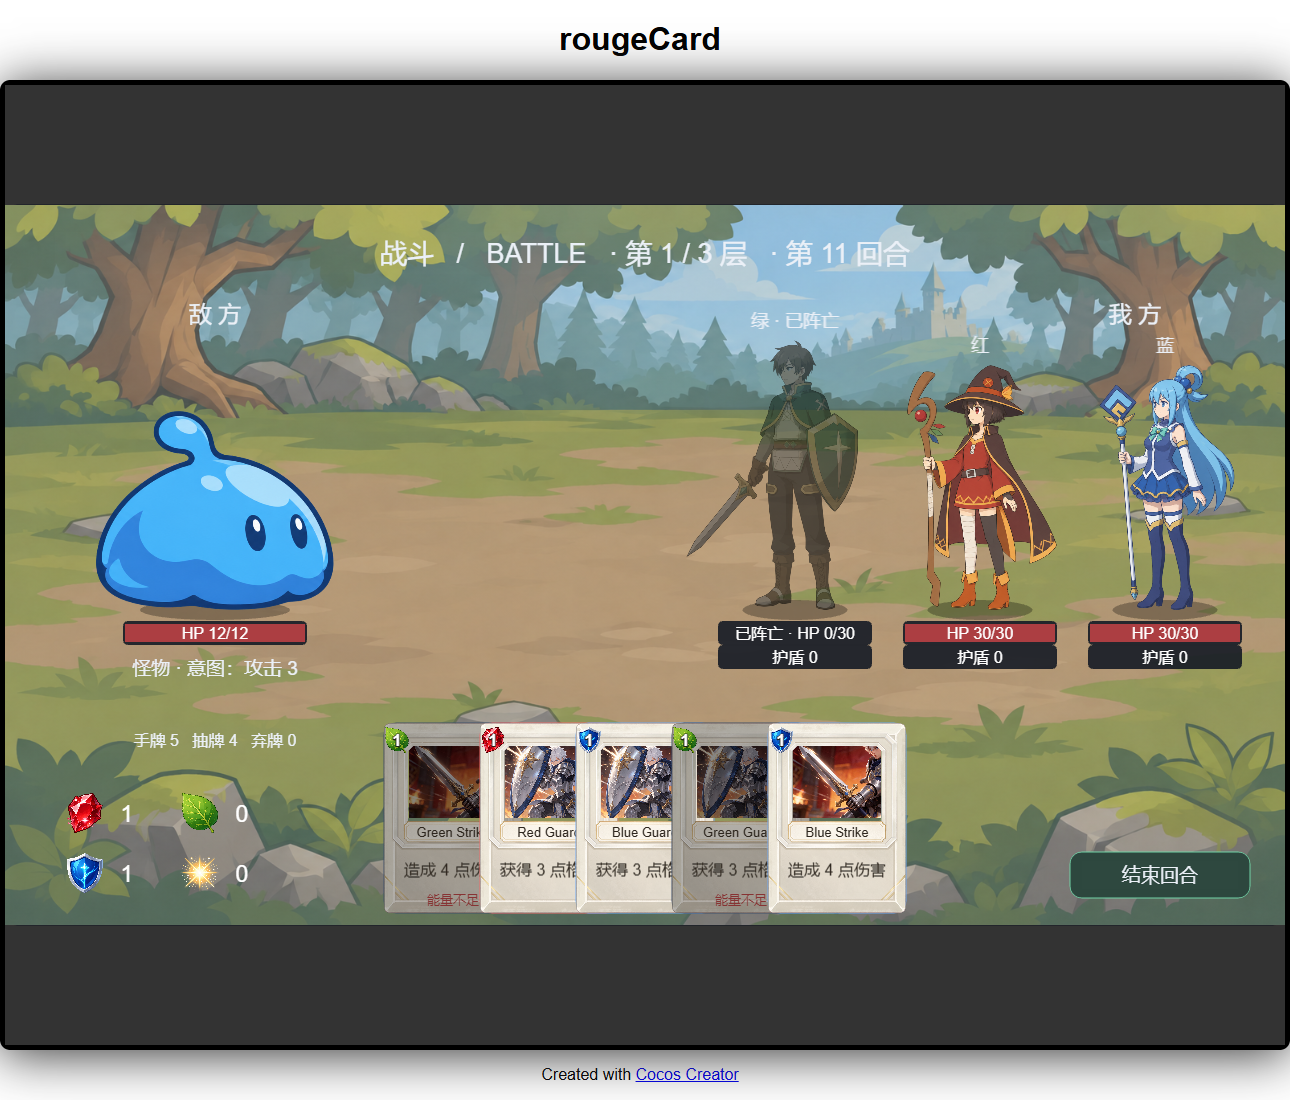 rougeCard
战斗 / BATTLE · 第 1 / 3 层 · 第 11 回合
敌 方
我 方
绿 · 已阵亡
红
蓝
HP 12/12
怪物 · 意图：攻击 3
已阵亡 · HP 0/30
护盾 0
HP 30/30
护盾 0
HP 30/30
护盾 0
手牌 5 抽牌 4 弃牌 0
1
0
1
0
1
Green Strik
造成 4 点伤
能量不足
1
Red Guar
获得 3 点格
1
Blue Guar
获得 3 点格
1
Green Gua
获得 3 点格
能量不足
1
Blue Strike
造成 4 点伤害
结束回合
Created with Cocos Creator